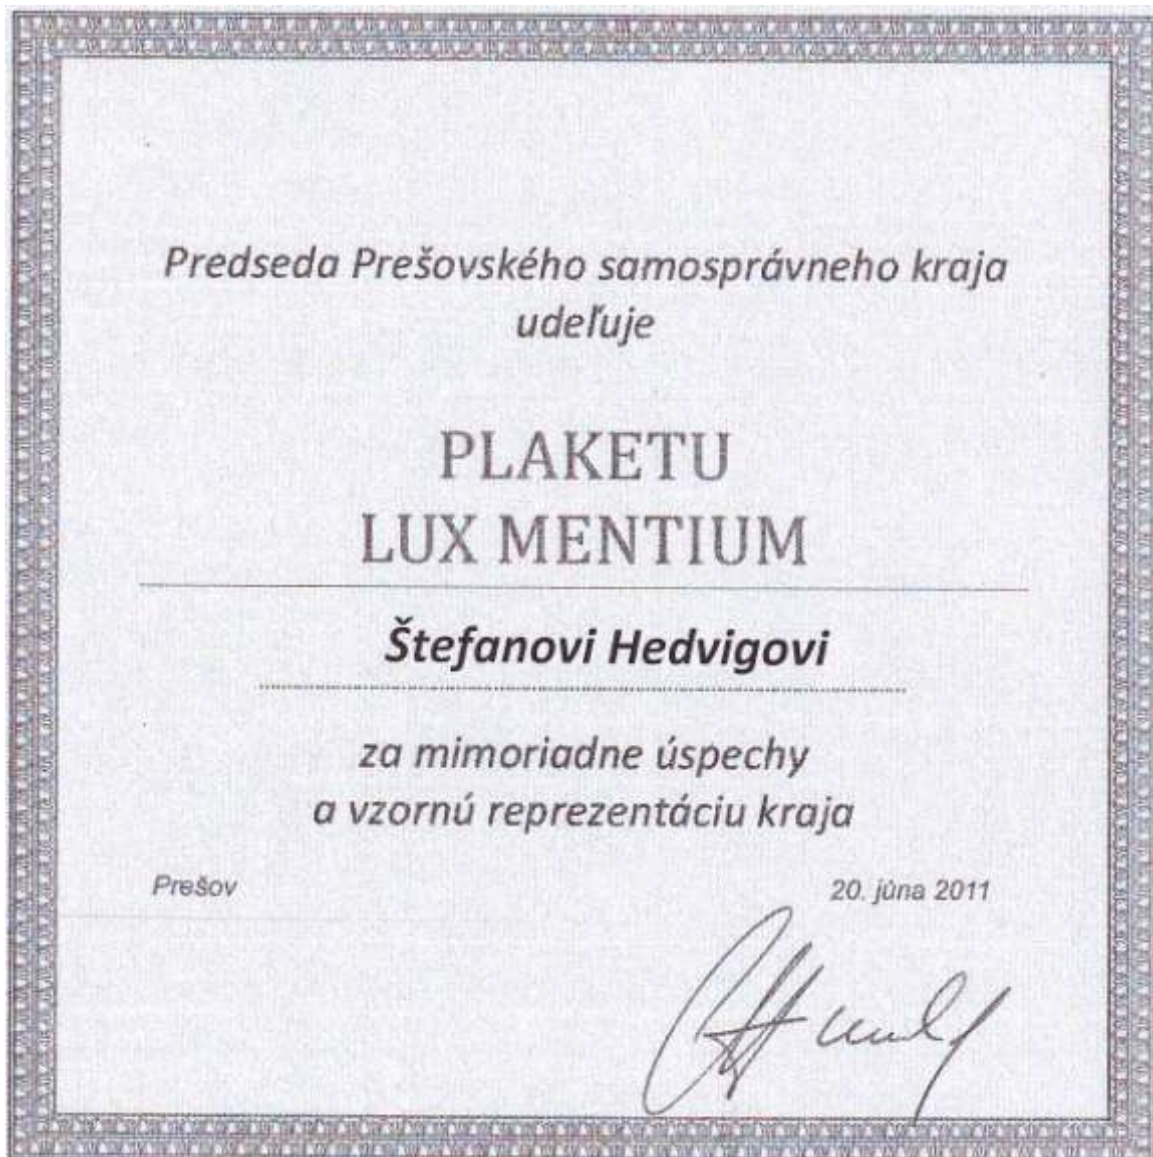 Predseda Prešovského samosprávneho kraja
udeľuje
PLAKETU
LUX MENTIUM
Štefanovi Hedvigovi
za mimoriadne úspechy
a vzornú reprezentáciu kraja
Prešov 20. júna 2011